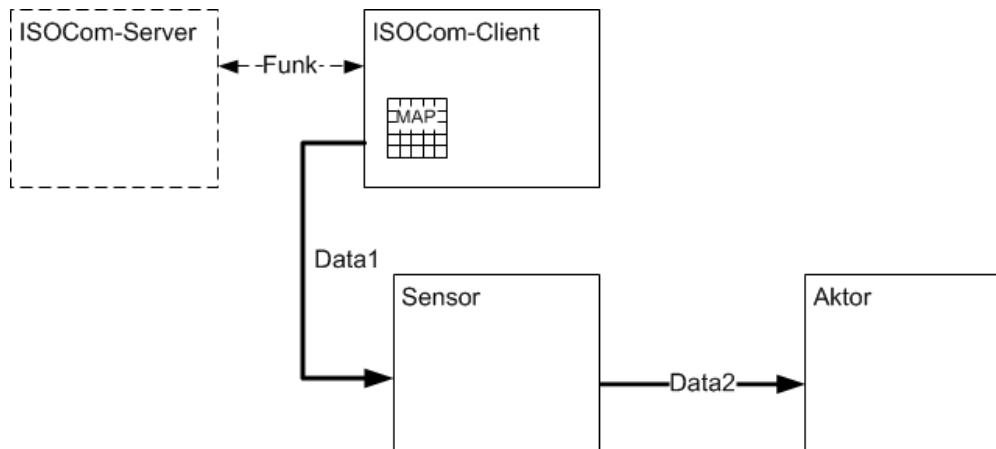 ISOCom-Server
ISOCom-Client
Funk
MAP
Data1
Sensor
Aktor
Data2